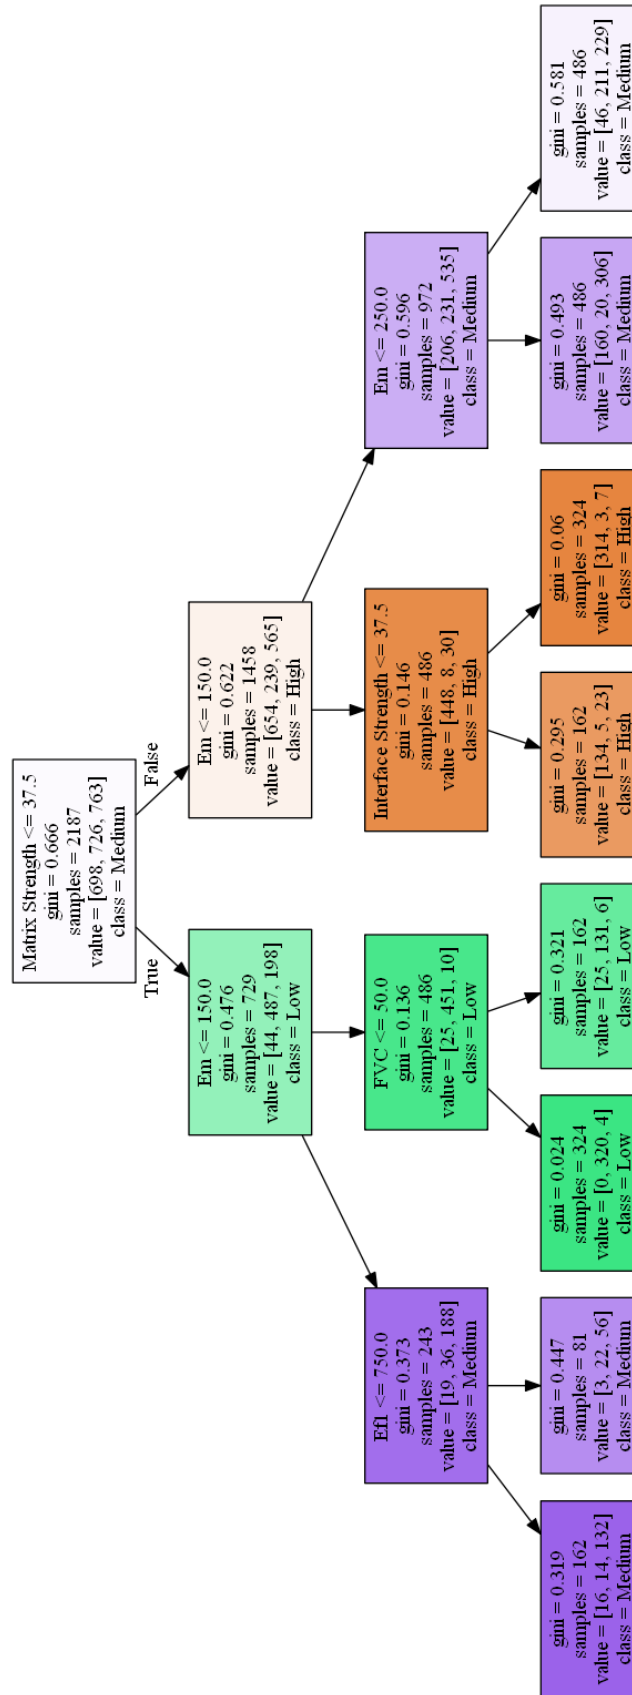 Matrix Strength <= 37.5
gini = 0.666
samples = 2187
value = [698, 726, 763]
class = Medium
True
False
Em <= 150.0
gini = 0.476
samples = 729
value = [44, 487, 198]
class = Low
Em <= 150.0
gini = 0.622
samples = 1458
value = [654, 239, 565]
class = High
Ef1 <= 750.0
gini = 0.373
samples = 243
value = [19, 36, 188]
class = Medium
FVC <= 50.0
gini = 0.136
samples = 486
value = [25, 451, 10]
class = Low
Interface Strength <= 37.5
gini = 0.146
samples = 486
value = [448, 8, 30]
class = High
Em <= 250.0
gini = 0.596
samples = 972
value = [206, 231, 535]
class = Medium
gini = 0.319
samples = 162
value = [16, 14, 132]
class = Medium
gini = 0.447
samples = 81
value = [3, 22, 56]
class = Medium
gini = 0.024
samples = 324
value = [0, 320, 4]
class = Low
gini = 0.321
samples = 162
value = [25, 131, 6]
class = Low
gini = 0.295
samples = 162
value = [134, 5, 23]
class = High
gini = 0.06
samples = 324
value = [314, 3, 7]
class = High
gini = 0.493
samples = 486
value = [160, 20, 306]
class = Medium
gini = 0.581
samples = 486
value = [46, 211, 229]
class = Medium